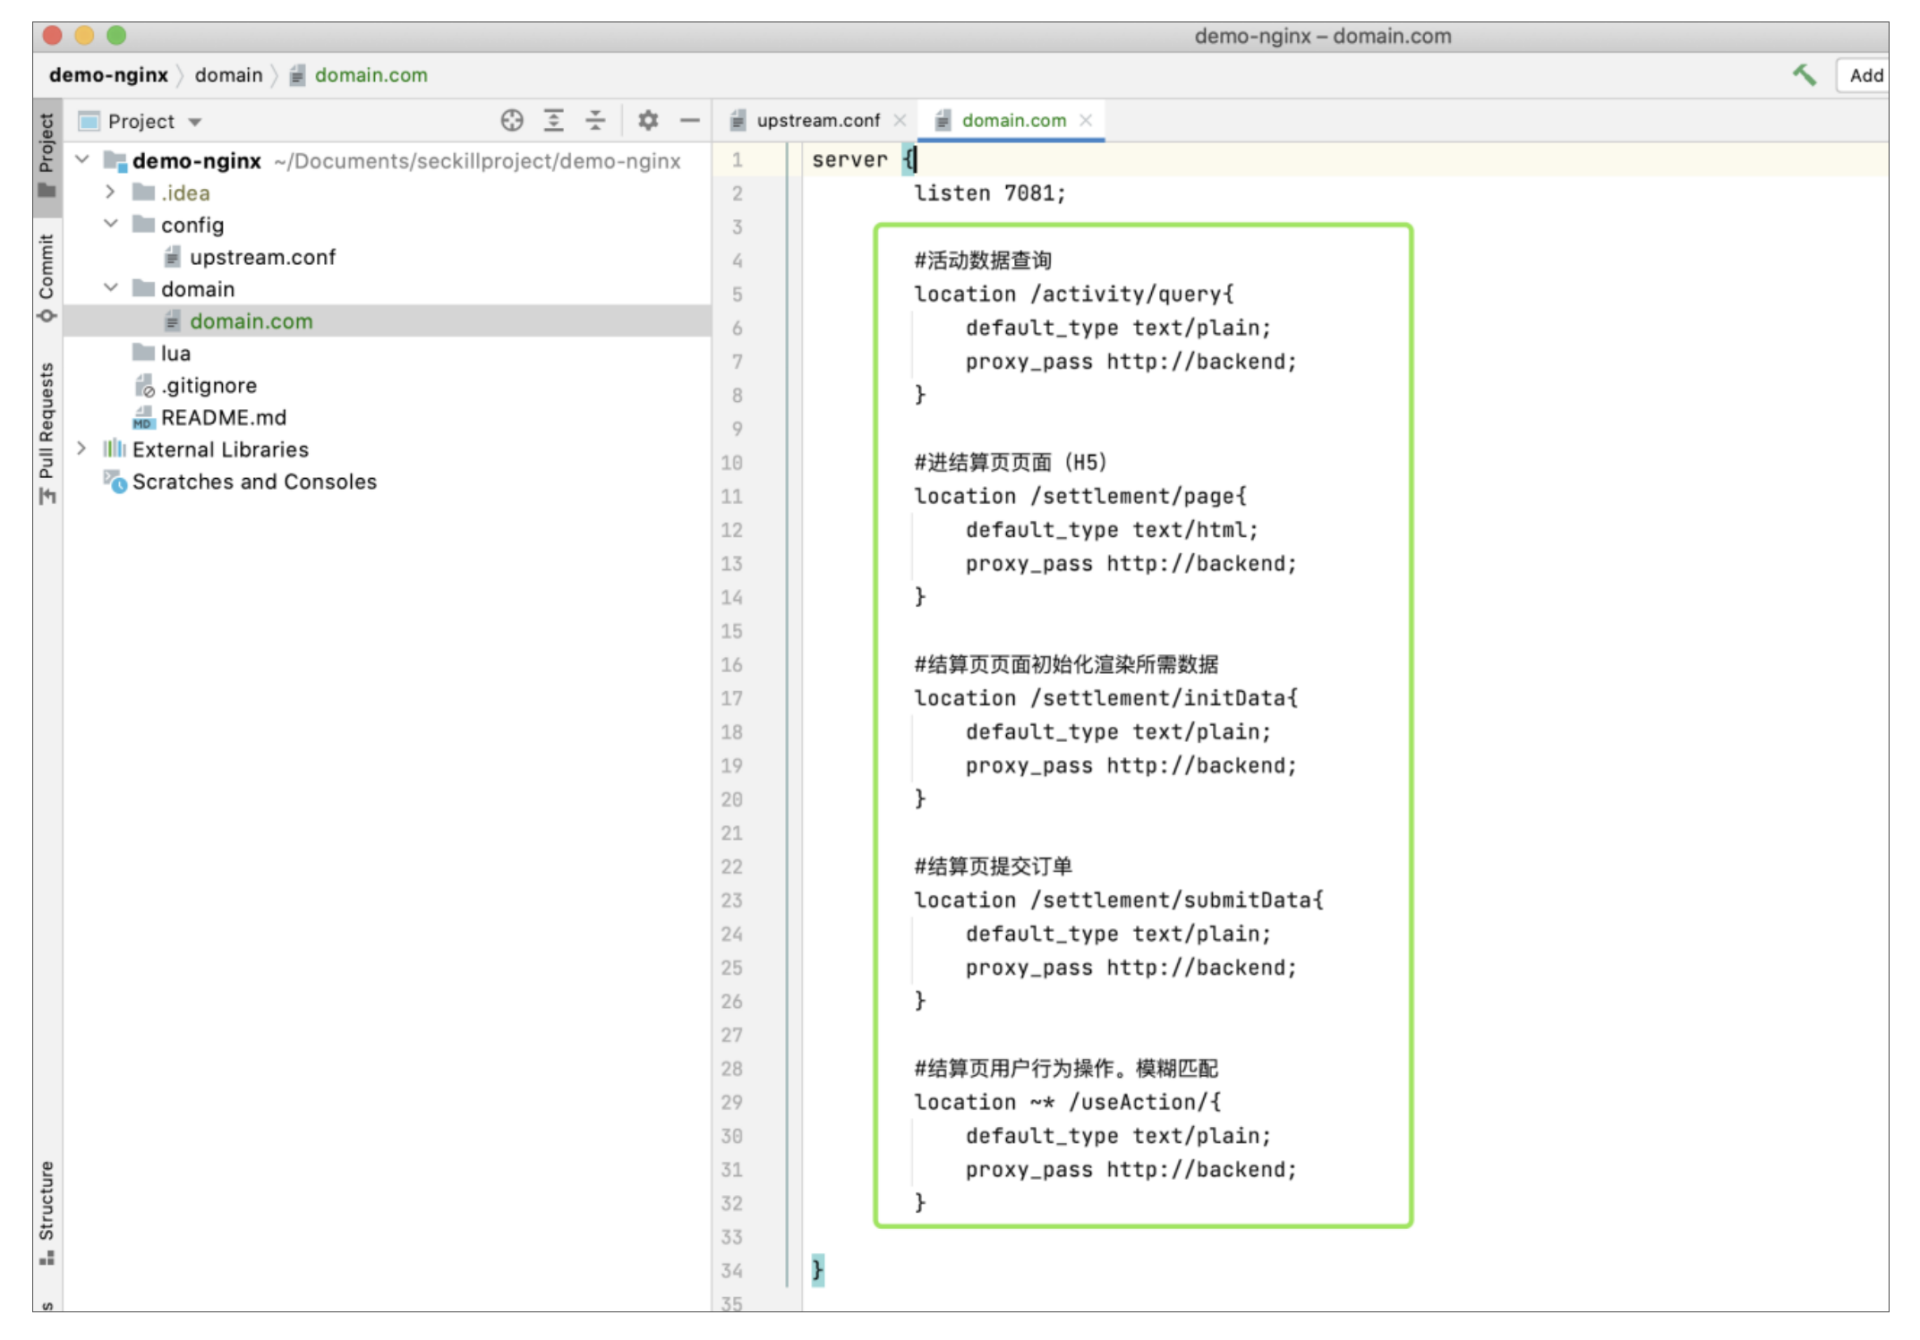 demo-nginx – domain.com
demo-nginx 〉 domain 〉 domain.com
Add
Project
upstream.conf
domain.com
Project
Commit
Pull Requests
Structure
s
demo-nginx ~/Documents/seckillproject/demo-nginx
.idea
config
upstream.conf
domain
domain.com
lua
.gitignore
MD README.md
External Libraries
Scratches and Consoles
1 server {
2 listen 7081;
3
4 #活动数据查询
5 location /activity/query{
6 default_type text/plain;
7 proxy_pass http://backend;
8 }
9
10 #进结算页页面（H5）
11 location /settlement/page{
12 default_type text/html;
13 proxy_pass http://backend;
14 }
15
16 #结算页页面初始化渲染所需数据
17 location /settlement/initData{
18 default_type text/plain;
19 proxy_pass http://backend;
20 }
21
22 #结算页提交订单
23 location /settlement/submitData{
24 default_type text/plain;
25 proxy_pass http://backend;
26 }
27
28 #结算页用户行为操作。模糊匹配
29 location ~* /useAction/{
30 default_type text/plain;
31 proxy_pass http://backend;
32 }
33
34 }
35